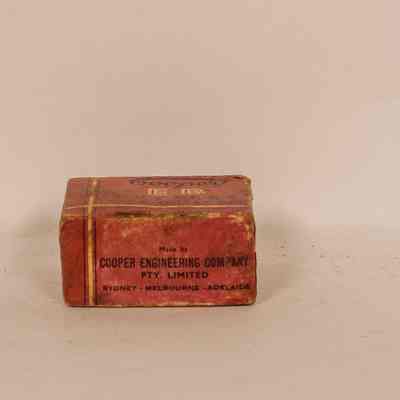 Made by
COOPER ENGINEERING COMPANY
PTY. LIMITED
SYDNEY - MELBOURNE - ADELAIDE